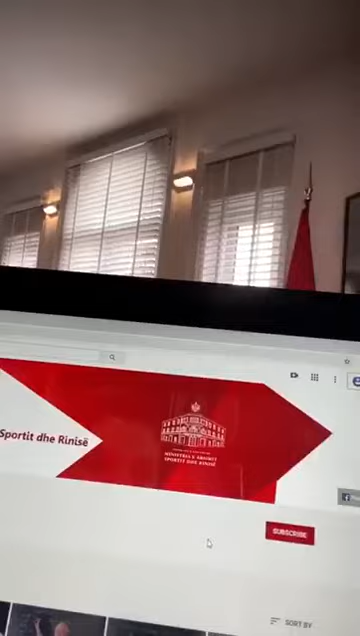 Sportit dhe Rinisë
MINISTRIA E ARSIMIT
SPORTIT DHE RINISË
SUBSCRIBE
SORT BY